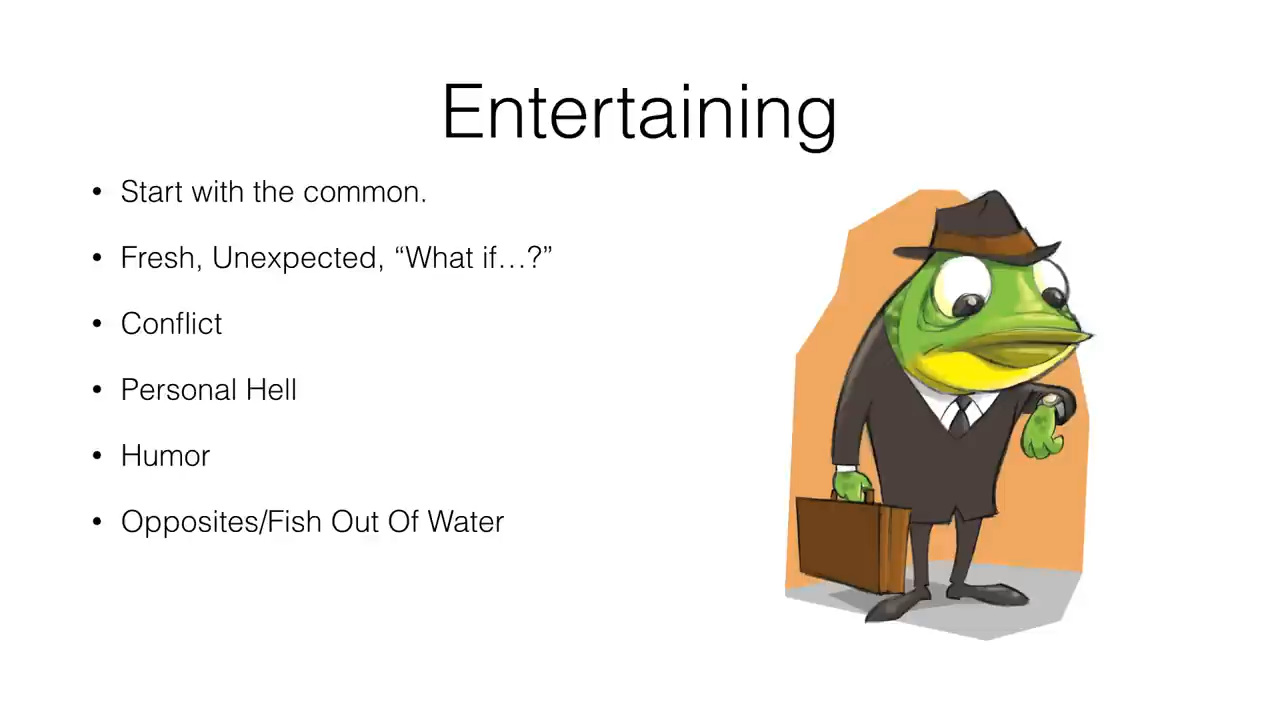 Entertaining
• Start with the common.
• Fresh, Unexpected, “What if…?”
• Conflict
• Personal Hell
• Humor
• Opposites/Fish Out Of Water